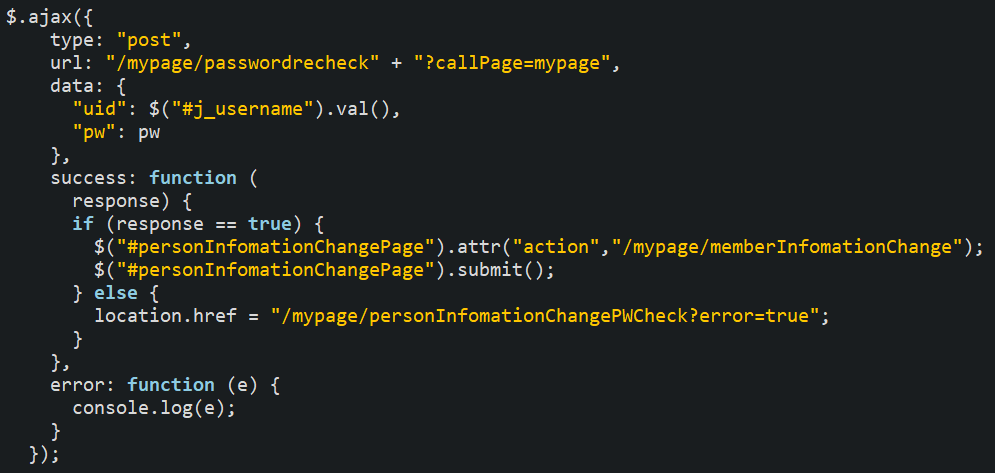 $.ajax({
    type: "post",
    url: "/mypage/passwordrecheck" + "?callPage=mypage",
    data: {
      "uid": $("#j_username").val(),
      "pw": pw
    },
    success: function (
      response) {
      if (response == true) {
        $("#personInfomationChangePage").attr("action","/mypage/memberInfomationChange");
        $("#personInfomationChangePage").submit();
      } else {
        location.href = "/mypage/personInfomationChangePWCheck?error=true";
      }
    },
    error: function (e) {
      console.log(e);
    }
  });